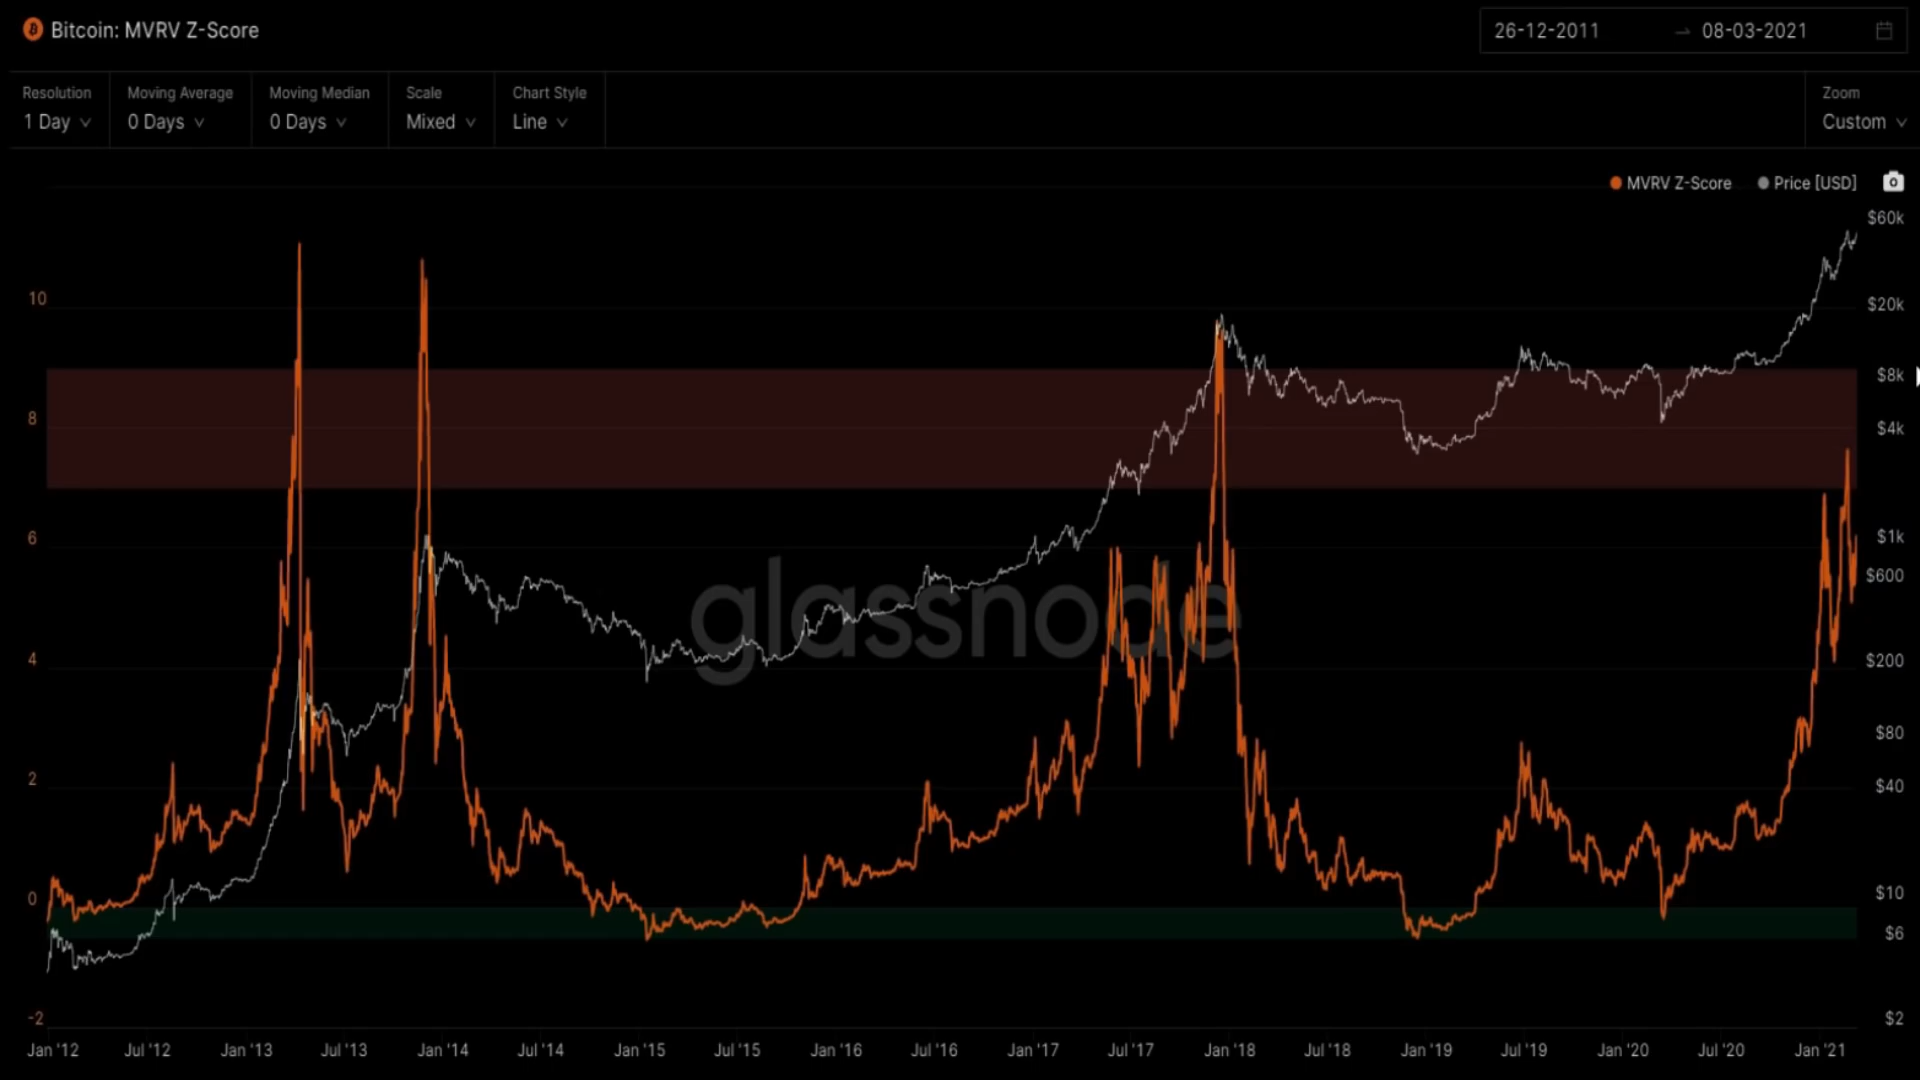 Bitcoin: MVRV Z-Score
26-12-2011 → 08-03-2021
Resolution Moving Average Moving Median Scale Chart Style Zoom
1 Day 0 Days 0 Days Mixed Line Custom
MVRV Z-Score Price [USD]
$60k
10 $20k
$8k
8 $4k
6 $1k
$600
glassnode
4 $200
$80
2 $40
0 $10
$6
-2 $2
Jan '12 Jul '12 Jan '13 Jul '13 Jan '14 Jul '14 Jan '15 Jul '15 Jan '16 Jul '16 Jan '17 Jul '17 Jan '18 Jul '18 Jan '19 Jul '19 Jan '20 Jul '20 Jan '21